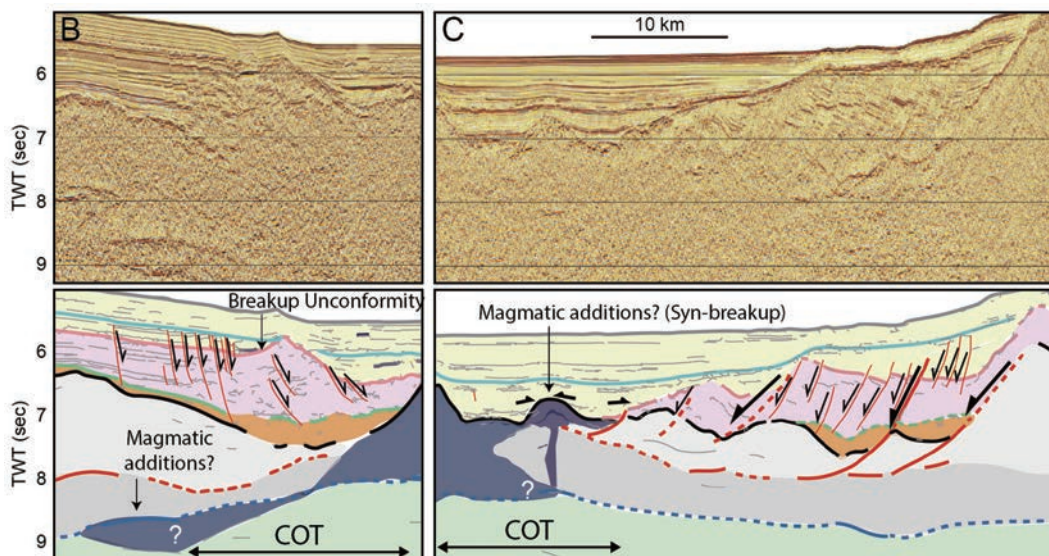 B
C
10 km
TWT (sec)
6
7
8
9
Breakup Unconformity
Magmatic additions? (Syn-breakup)
TWT (sec)
6
7
8
9
Magmatic
additions?
?
COT
?
COT